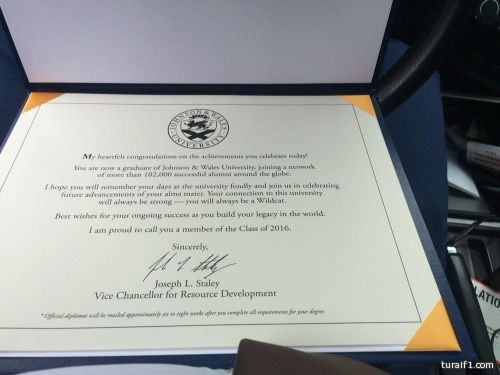 JOHNSON & WALES
UNIVERSITY
My heartfelt congratulations on the achievements you celebrate today!
You are now a graduate of Johnson & Wales University, joining a network
of more than 102,000 successful alumni around the globe.
I hope you will remember your days at the university fondly and join us in celebrating
future advancements of your alma mater. Your connection to this university
will always be strong — you will always be a Wildcat.
Best wishes for your ongoing success as you build your legacy in the world.
I am proud to call you a member of the Class of 2016.
Sincerely,
Joseph L. Staley
Vice Chancellor for Resource Development
*Official diplomas will be mailed approximately six to eight weeks after you complete all requirements for your degree.
turaif1.com